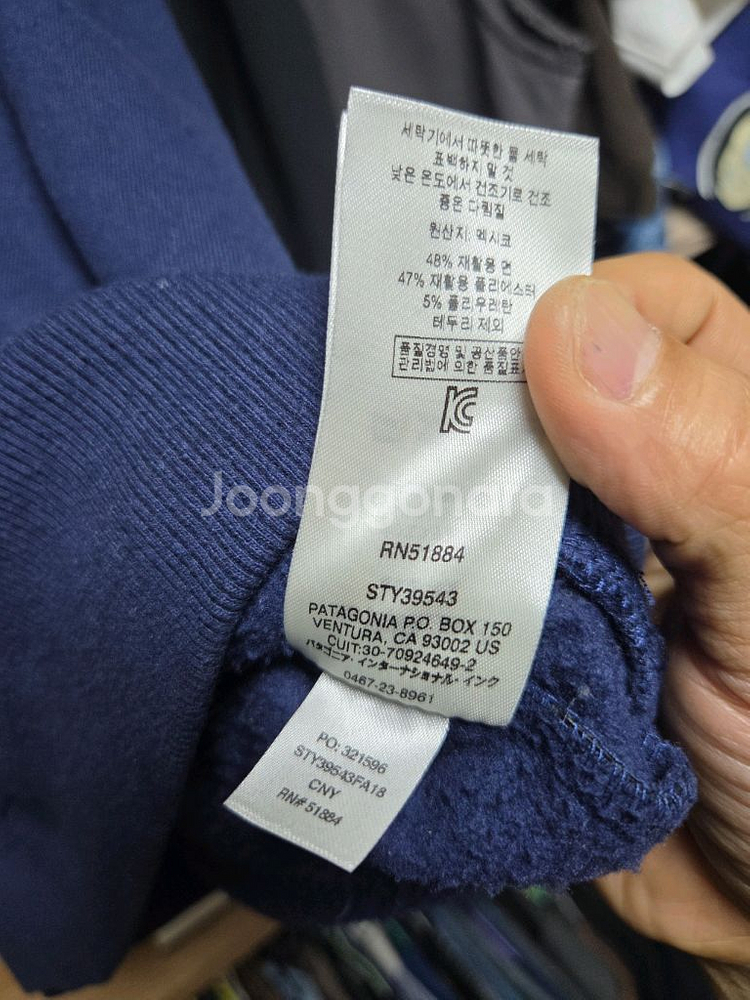 세탁기에서 따뜻한 물 세탁
표백하지 말 것
낮은 온도에서 건조기로 건조
중온 다림질
원산지: 멕시코
48% 재활용 면
47% 재활용 폴리에스터
5% 폴리우레탄
테두리 제외
품질경영 및 공산품안
관리법에 의한 품질표
Joonggonara
RN51884
STY39543
PATAGONIA P.O. BOX 150
VENTURA, CA 93002 US
CUIT:30-70924649-2
パタゴニア・インターナショナル・インク
0467-23-8961
PO: 321596
STY39543FA18
CNY
RN# 51884